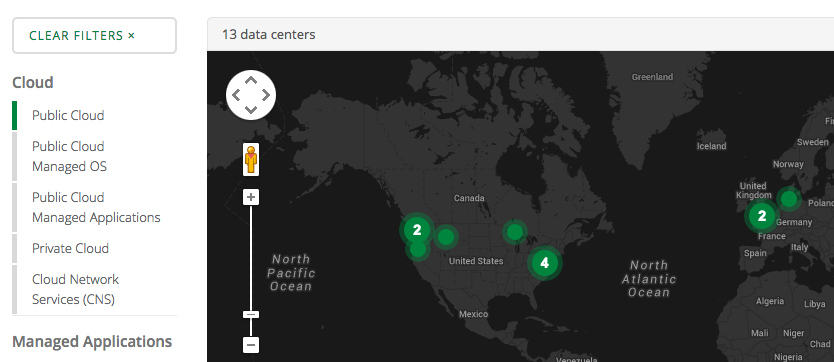 CLEAR FILTERS ×
13 data centers
Cloud
Public Cloud
Public Cloud
Managed OS
Public Cloud
Managed Applications
Private Cloud
Cloud Network
Services (CNS)
Managed Applications
Greenland
Iceland
Sweden
Norway
Canada
United
Kingdom
Poland
2
2
Germany
France
North
Pacific
Ocean
United States
4
North
Atlantic
Ocean
Spain
Italy
Mexico
Algeria
Libya
Mali
Niger
Chad
Nigeria